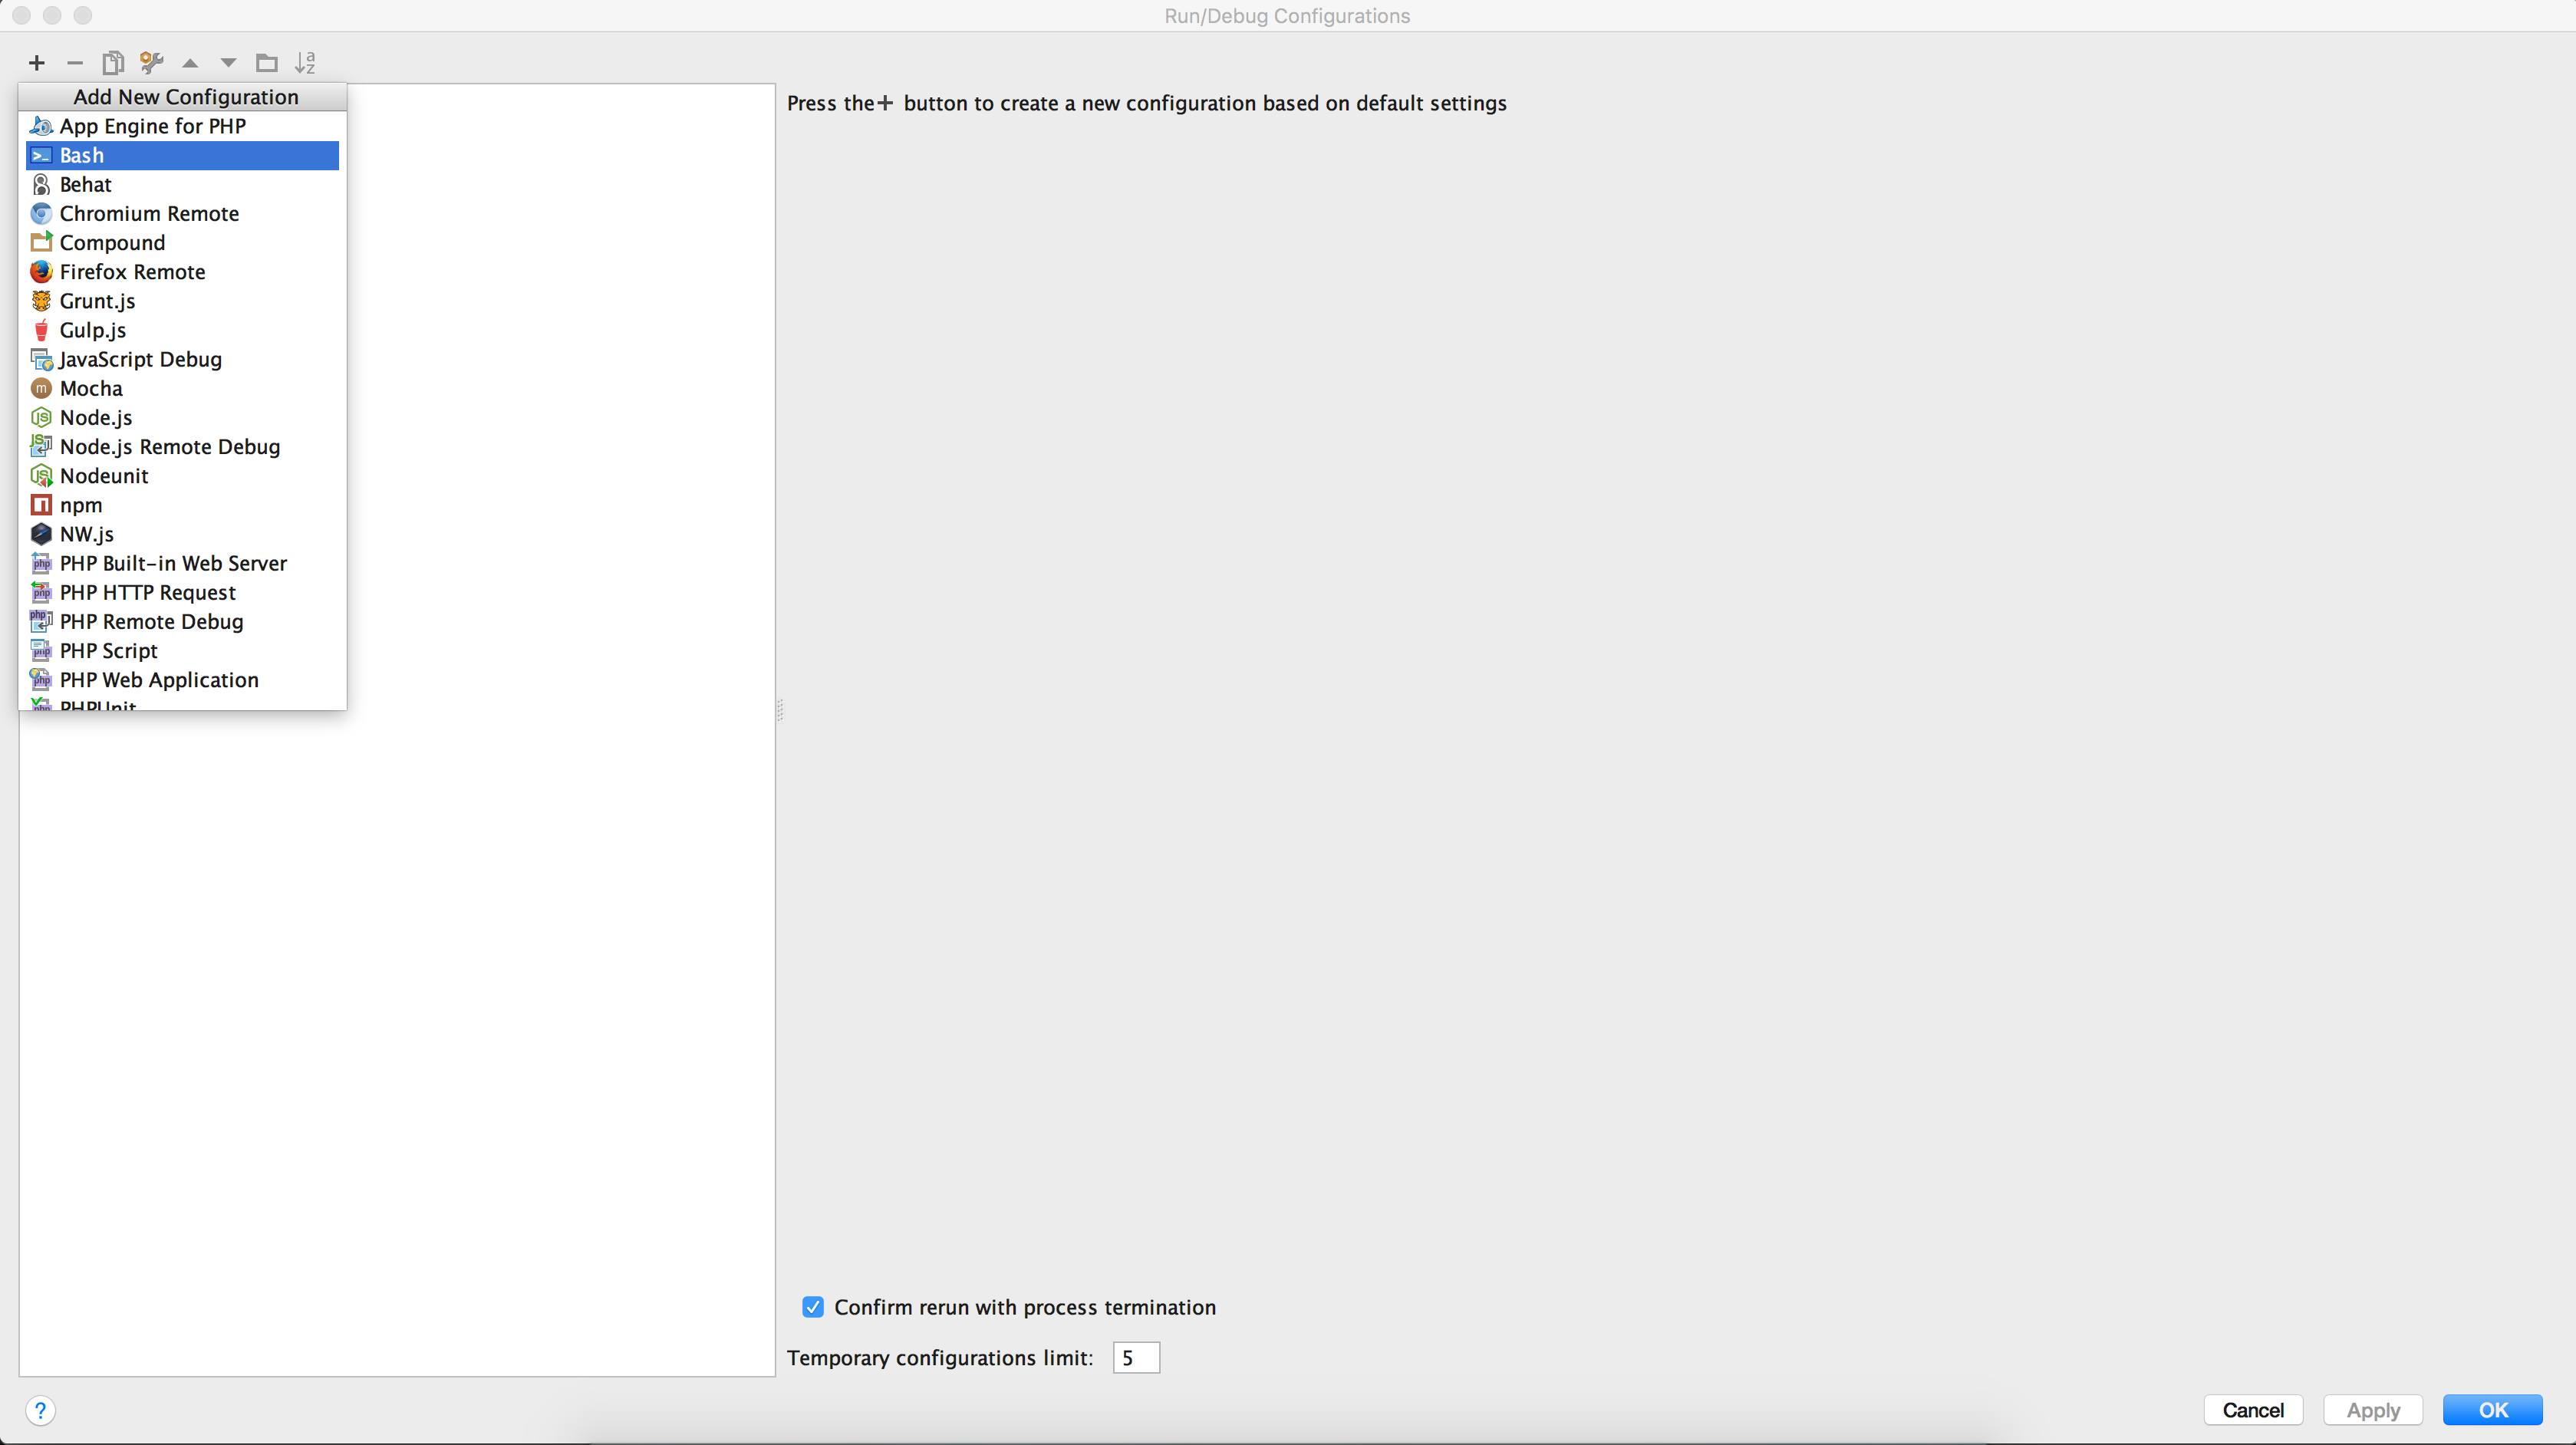 Run/Debug Configurations
Add New Configuration
Press the + button to create a new configuration based on default settings
App Engine for PHP
Bash
Behat
Chromium Remote
Compound
Firefox Remote
Grunt.js
Gulp.js
JavaScript Debug
Mocha
Node.js
Node.js Remote Debug
Nodeunit
npm
NW.js
PHP Built-in Web Server
PHP HTTP Request
PHP Remote Debug
PHP Script
PHP Web Application
PHPUnit
Confirm rerun with process termination
Temporary configurations limit: 5
? Cancel Apply OK